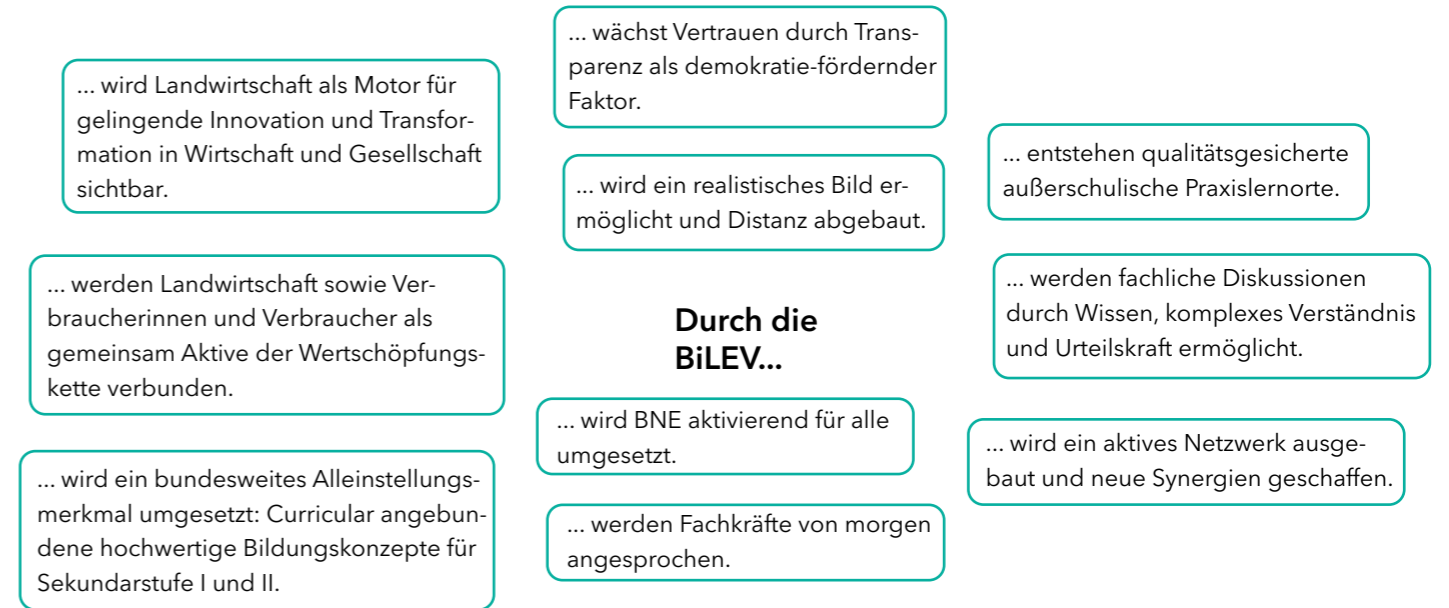 ... wird Landwirtschaft als Motor für
gelingende Innovation und Transfor-
mation in Wirtschaft und Gesellschaft
sichtbar.
... werden Landwirtschaft sowie Ver-
braucherinnen und Verbraucher als
gemeinsam Aktive der Wertschöpfungs-
kette verbunden.
... wird ein bundesweites Alleinstellungs-
merkmal umgesetzt: Curricular angebun-
dene hochwertige Bildungskonzepte für
Sekundarstufe I und II.
... wächst Vertrauen durch Trans-
parenz als demokratie-fördernder
Faktor.
... wird ein realistisches Bild er-
möglicht und Distanz abgebaut.
Durch die
BiLEV...
... wird BNE aktivierend für alle
umgesetzt.
... werden Fachkräfte von morgen
angesprochen.
... entstehen qualitätsgesicherte
außerschulische Praxislernorte.
... werden fachliche Diskussionen
durch Wissen, komplexes Verständnis
und Urteilskraft ermöglicht.
... wird ein aktives Netzwerk ausge-
baut und neue Synergien geschaffen.